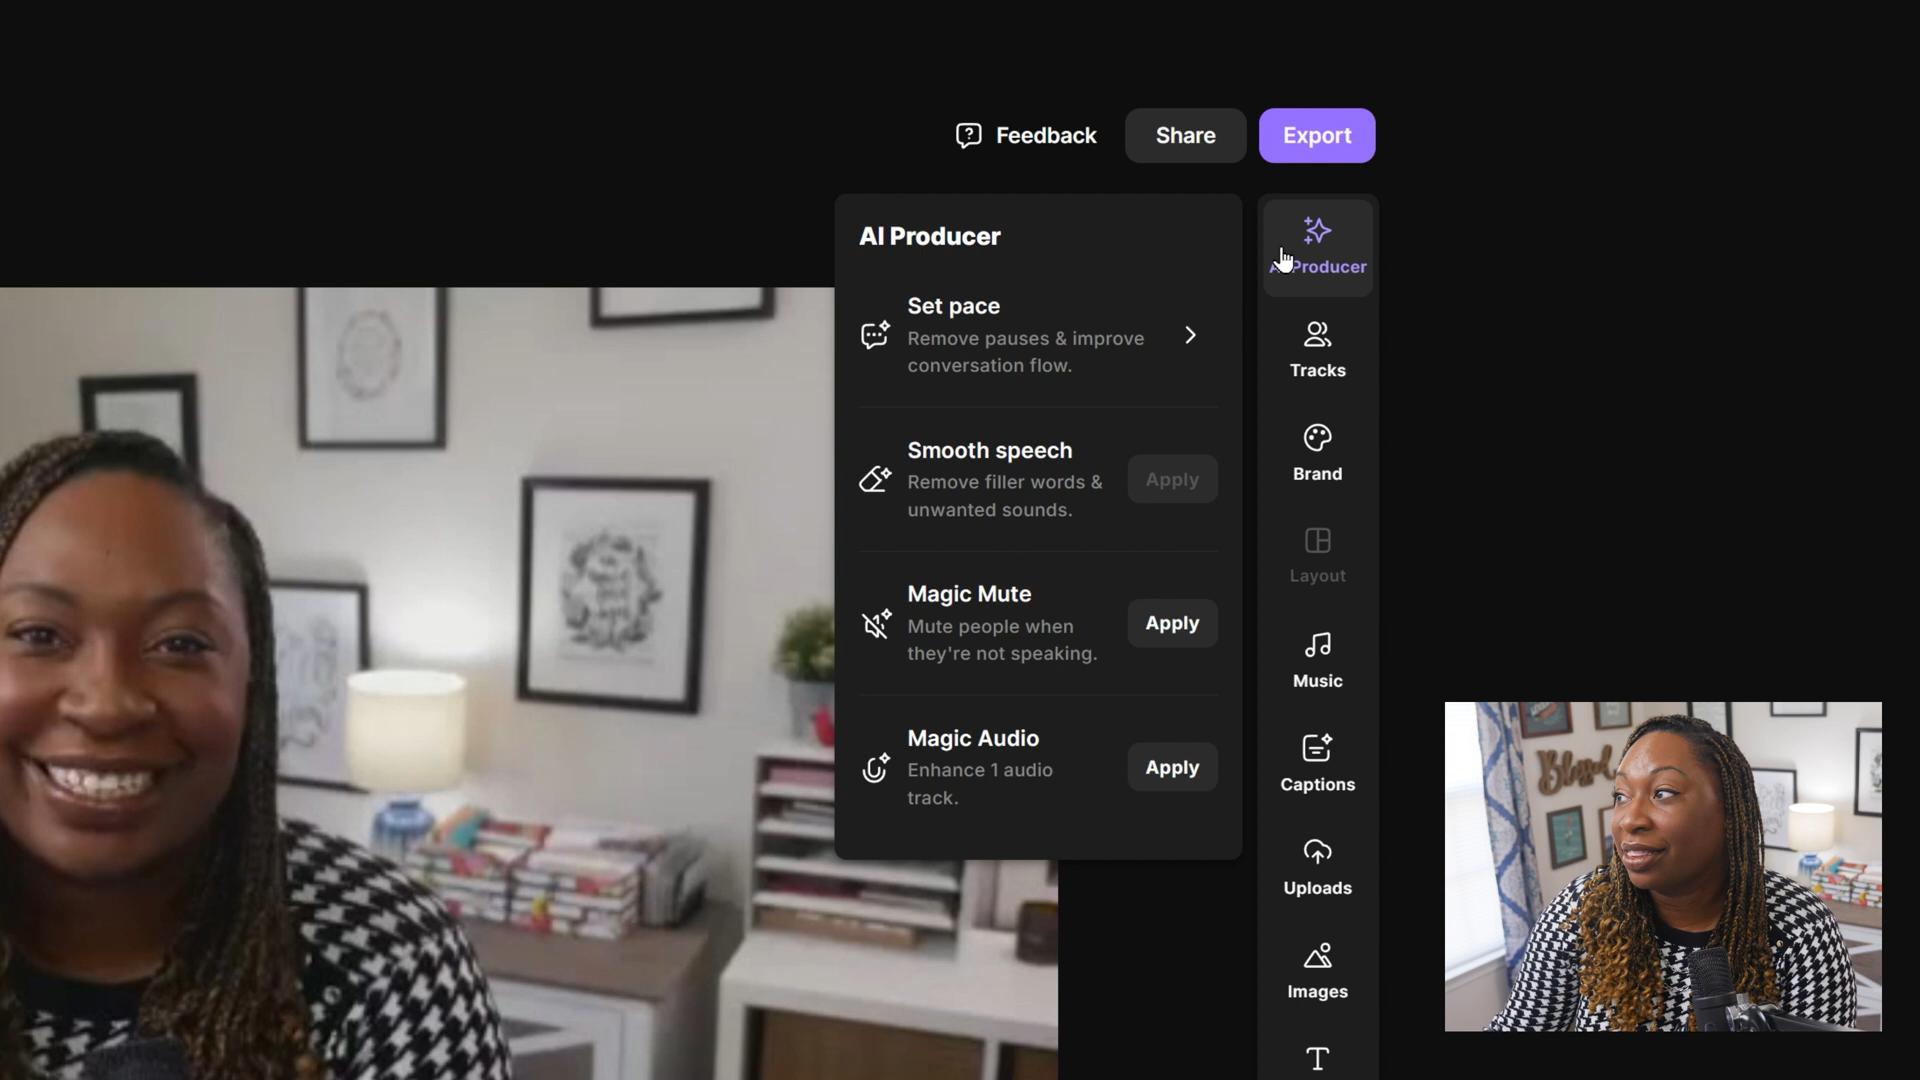 Feedback
Share
Export
AI Producer
Set pace
Remove pauses & improve
conversation flow.
Smooth speech
Remove filler words &
unwanted sounds.
Apply
Magic Mute
Mute people when
they're not speaking.
Apply
Magic Audio
Enhance 1 audio
track.
Apply
Producer
Tracks
Brand
Layout
Music
Captions
Uploads
Images
Blessed